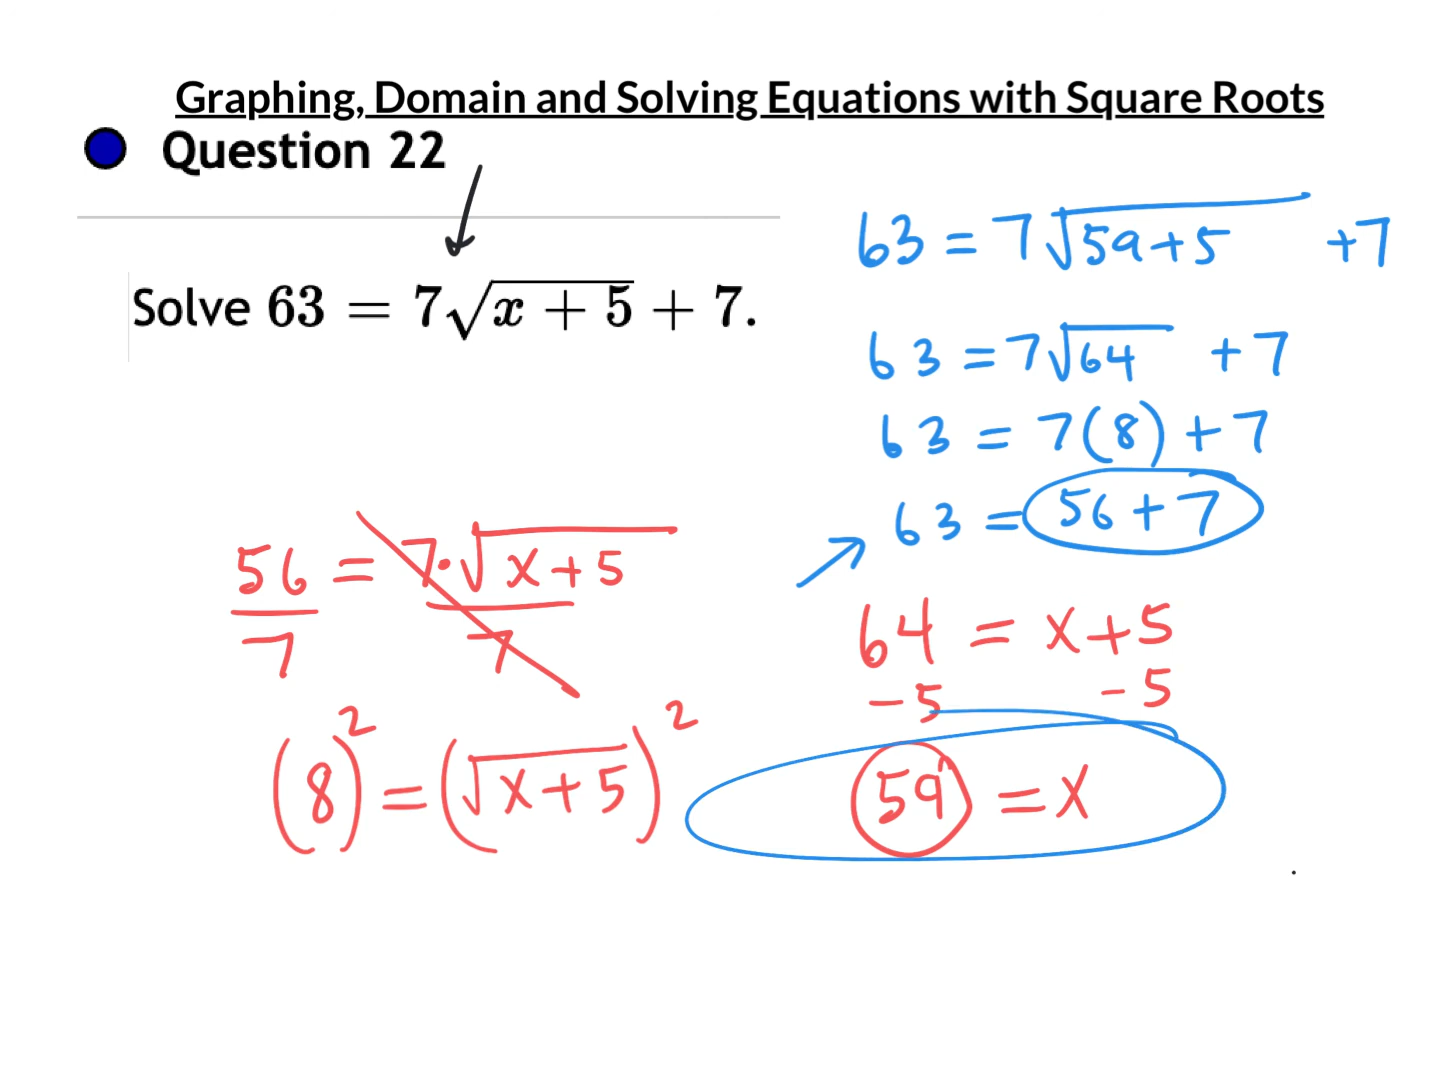 Graphing, Domain and Solving Equations with Square Roots
Question 22
Solve 63 = 7√(x + 5) + 7.
56 = 7·√(x+5)
7 7
(8)² = (√(x+5))²
63 = 7√(59+5) +7
63 = 7√64 +7
63 = 7(8)+7
63 = 56+7
64 = x+5
-5 -5
59 = x